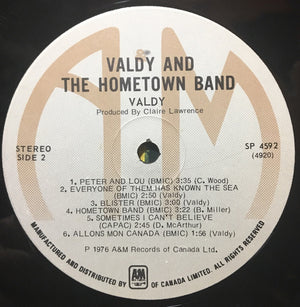 VALDY AND
THE HOMETOWN BAND
VALDY
Produced By Claire Lawrence
STEREO
SIDE 2
SP 4592
(4920)
1. PETER AND LOU (BMIC) 3:35 (C. Wood)
2. EVERYONE OF THEM HAS KNOWN THE SEA
(BMIC) 2:50 (Valdy)
3. BLISTER (BMIC) 3:00 (Valdy)
4. HOMETOWN BAND (BMIC) 3:22 (B. Miller)
5. SOMETIMES I CAN'T BELIEVE
(CAPAC) 2:45 (D. McArthur)
6. ALLONS MON CANADA (BMIC) 1:56 (Valdy)
P 1976 A&M Records of Canada Ltd.
MANUFACTURED AND DISTRIBUTED BY A&M RECORDS OF CANADA LIMITED. ALL RIGHTS RESERVED.